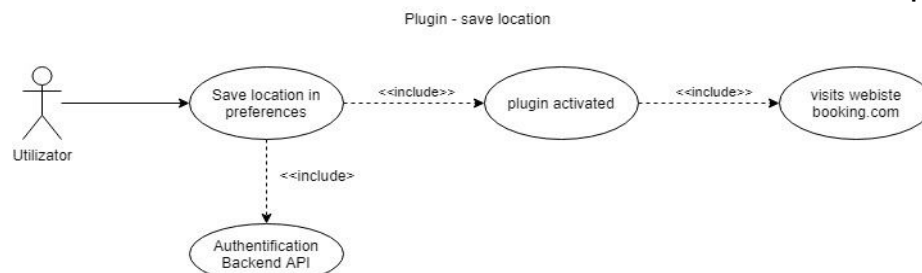 Plugin - save location
Save location in
preferences
<<include>>
plugin activated
<<include>>
visits webiste
booking.com
Utilizator
<<include>
Authentification
Backend API